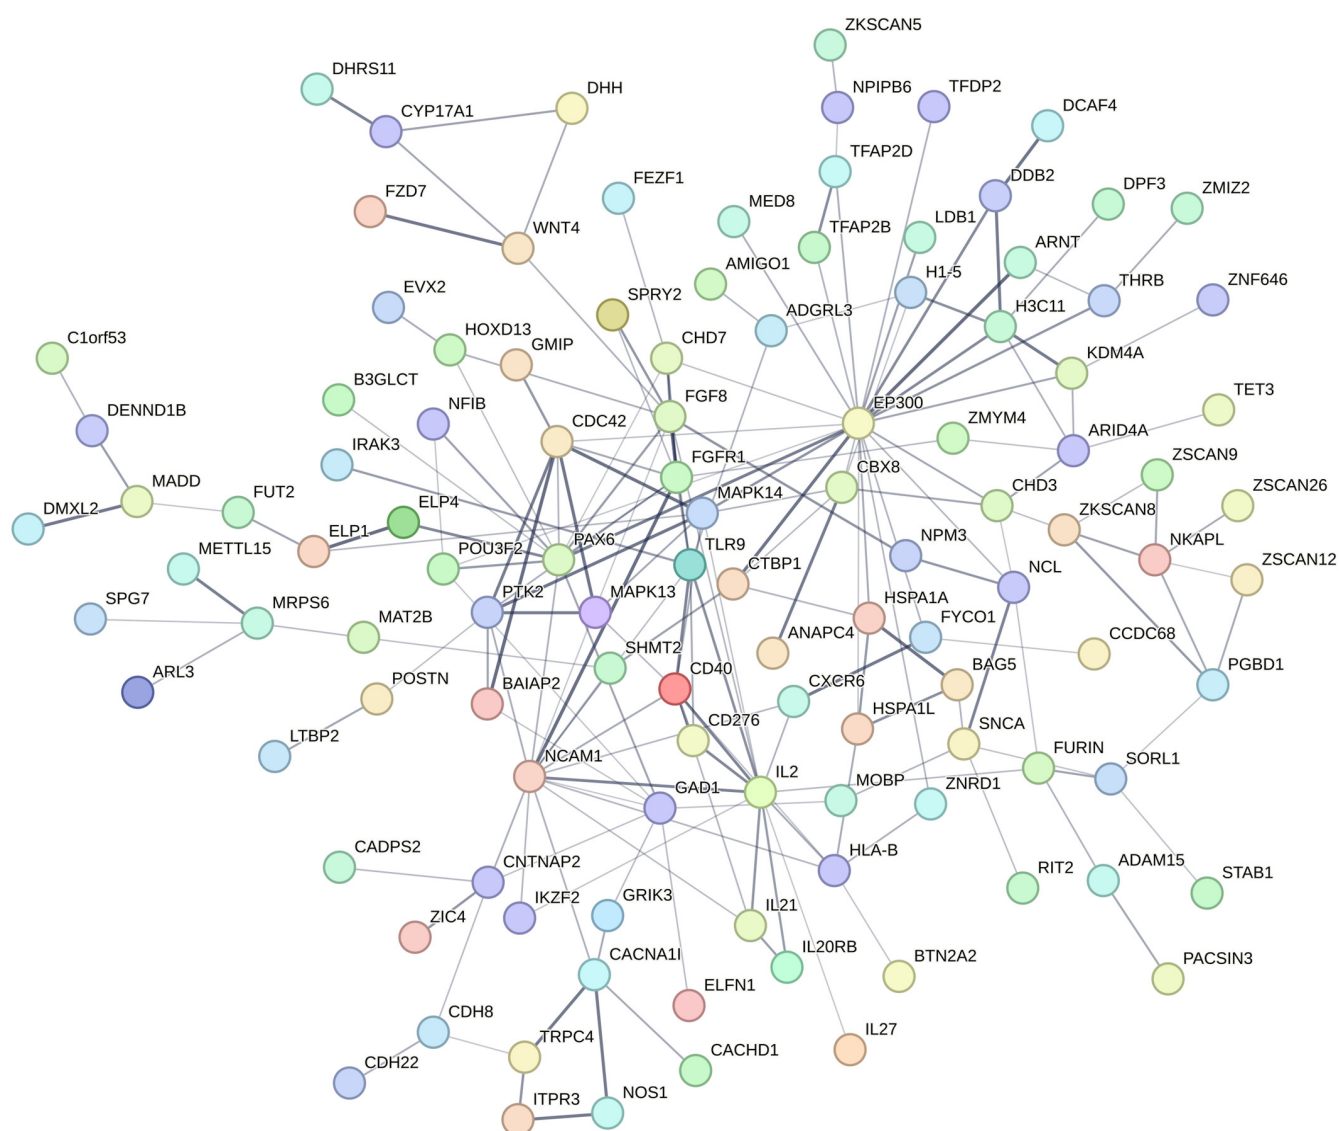 ZKSCAN5
DHRS11
DHH
NPIPB6
TFDP2
CYP17A1
DCAF4
TFAP2D
FEZF1
DDB2
DPF3
FZD7
MED8
ZMIZ2
WNT4
TFAP2B
LDB1
ARNT
AMIGO1
H1-5
THRB
ZNF646
EVX2
SPRY2
ADGRL3
H3C11
HOXD13
C1orf53
GMIP
CHD7
KDM4A
B3GLCT
FGF8
TET3
DENND1B
NFIB
EP300
CDC42
ZMYM4
ARID4A
IRAK3
FGFR1
ZSCAN9
CBX8
MADD
MAPK14
CHD3
ZSCAN26
FUT2
ELP4
ZKSCAN8
DMXL2
ELP1
PAX6
NKAPL
METTL15
POU3F2
TLR9
NPM3
ZSCAN12
CTBP1
NCL
PTK2
MAPK13
SPG7
MRPS6
HSPA1A
FYCO1
MAT2B
ANAPC4
CCDC68
SHMT2
CD40
BAG5
PGBD1
ARL3
POSTN
BAIAP2
CXCR6
HSPA1L
LTBP2
CD276
SNCA
NCAM1
FURIN
SORL1
IL2
GAD1
MOBP
ZNRD1
CADPS2
CNTNAP2
HLA-B
ADAM15
STAB1
RIT2
IKZF2
GRIK3
ZIC4
IL21
CACNA1I
IL20RB
BTN2A2
PACSIN3
ELFN1
CDH8
IL27
TRPC4
CACHD1
CDH22
ITPR3
NOS1